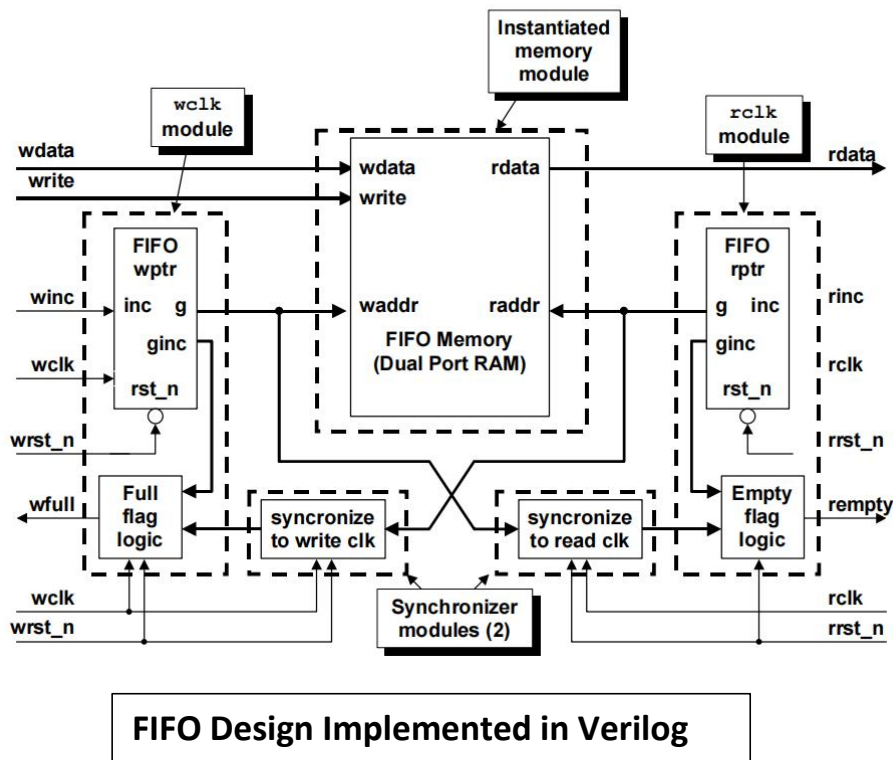 Instantiated
memory
module
wclk
module
rclk
module
wdata
write
wdata
rdata
write
rdata
FIFO
wptr
inc
g
ginc
rst_n
winc
wclk
wrst_n
wfull
waddr
raddr
FIFO Memory
(Dual Port RAM)
FIFO
rptr
g
inc
ginc
rst_n
rinc
rclk
rrst_n
rempty
Full
flag
logic
syncronize
to write clk
syncronize
to read clk
Empty
flag
logic
wclk
wrst_n
Synchronizer
modules (2)
rclk
rrst_n
FIFO Design Implemented in Verilog